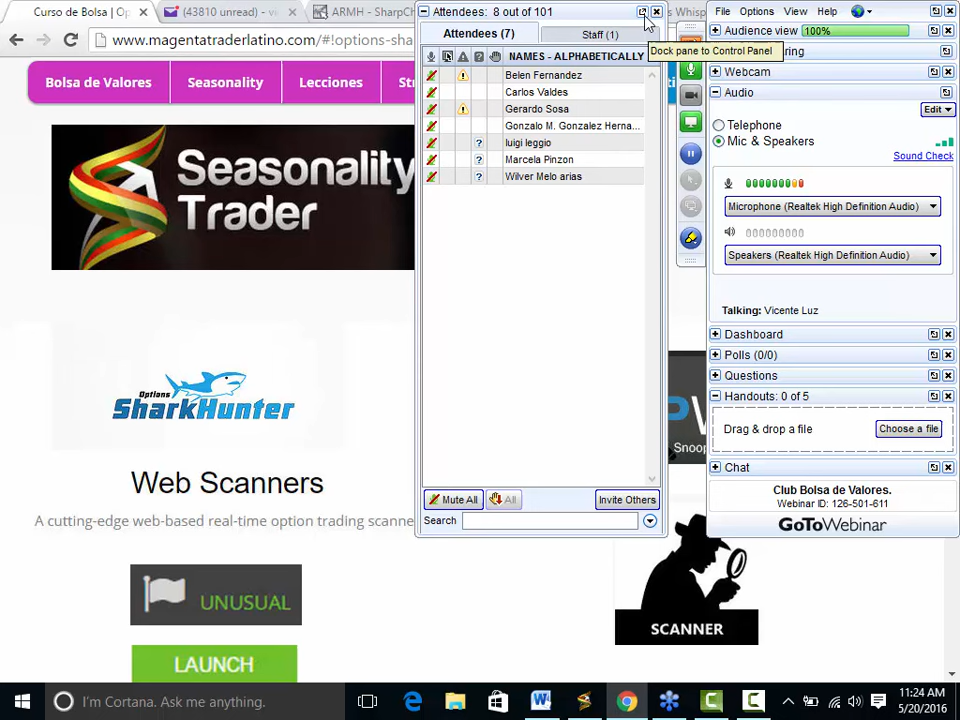 Curso de Bolsa | Op
(43810 unread) - v
ARMH - SharpCh
Whisp
www.magentatraderlatino.com/#!options-sha
Bolsa de Valores
Seasonality
Lecciones
Seasonality
Trader
Options
SharkHunter
Web Scanners
A cutting-edge web-based real-time option trading scanne
UNUSUAL
LAUNCH
Attendees: 8 out of 101
Attendees (7)
Staff (1)
NAMES - ALPHABETICALLY
Belen Fernandez
Carlos Valdes
Gerardo Sosa
Gonzalo M. Gonzalez Herna...
? luigi leggio
? Marcela Pinzon
? Wilver Melo arias
Mute All
All
Invite Others
Search
Dock pane to Control Panel
Snoop
SCANNER
File Options View Help
Audience view 100%
Webcam
Audio
Edit
Telephone
Mic & Speakers
Sound Check
Microphone (Realtek High Definition Audio)
Speakers (Realtek High Definition Audio)
Talking: Vicente Luz
Dashboard
Polls (0/0)
Questions
Handouts: 0 of 5
Drag & drop a file
Choose a file
Chat
Club Bolsa de Valores.
Webinar ID: 126-501-611
GoToWebinar
I'm Cortana. Ask me anything.
11:24 AM
5/20/2016